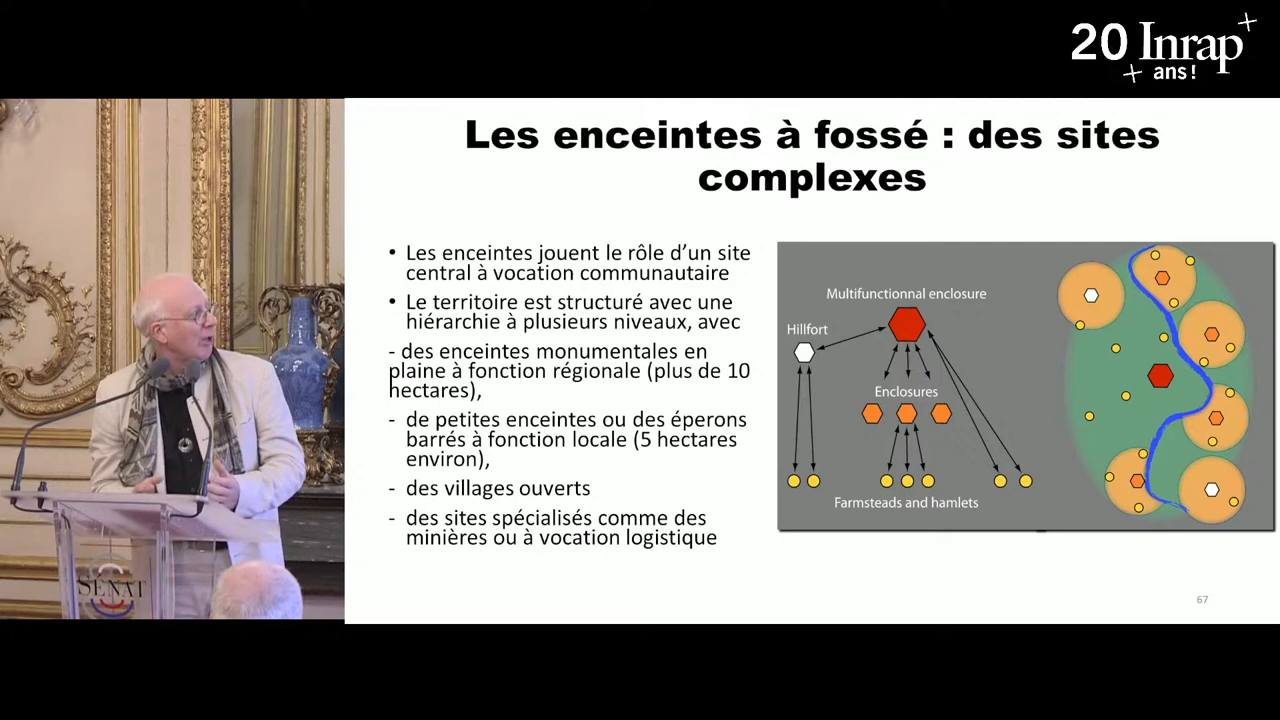 20 Inrap
ans!
Les enceintes à fossé : des sites
complexes
• Les enceintes jouent le rôle d’un site
central à vocation communautaire
• Le territoire est structuré avec une
hiérarchie à plusieurs niveaux, avec
- des enceintes monumentales en
plaine à fonction régionale (plus de 10
hectares),
- de petites enceintes ou des éperons
barrés à fonction locale (5 hectares
environ),
- des villages ouverts
- des sites spécialisés comme des
minières ou à vocation logistique
Multifunctionnal enclosure
Hillfort
Enclosures
Farmsteads and hamlets
67
SÉNAT